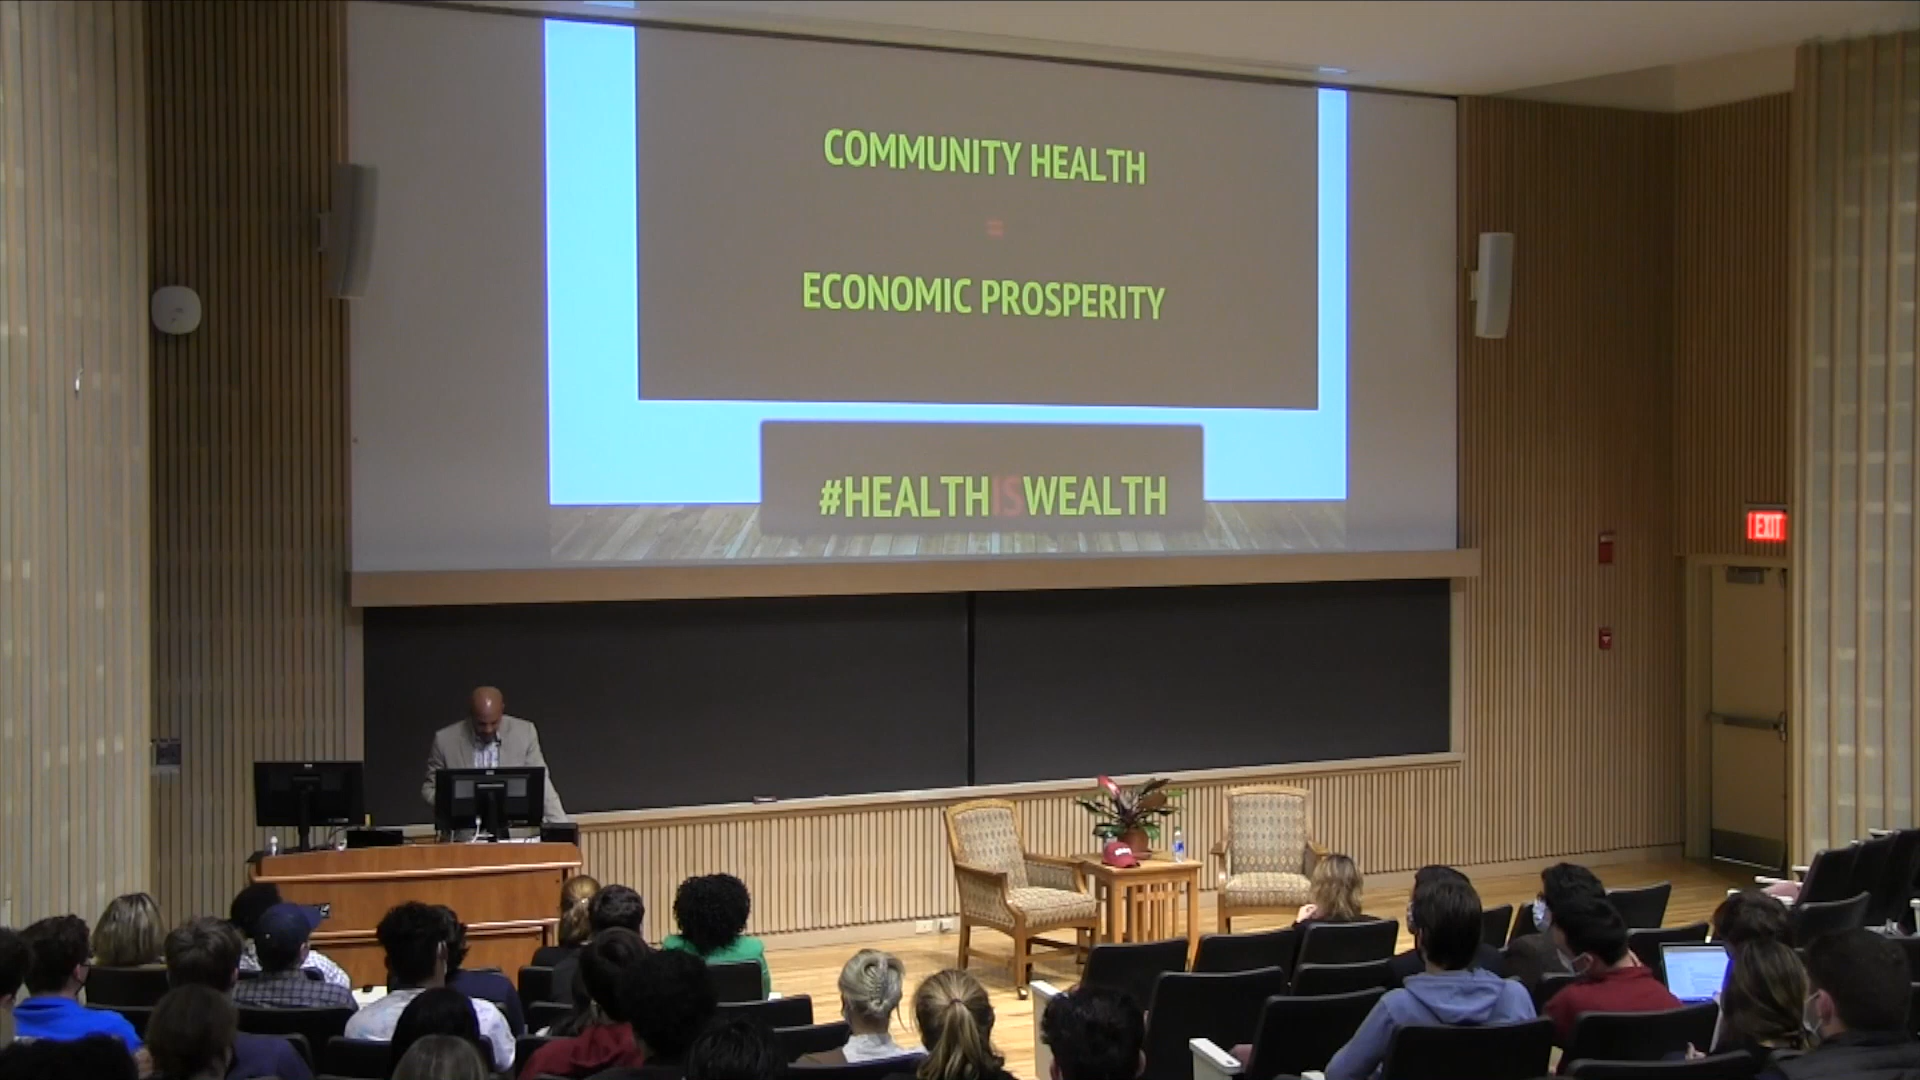 COMMUNITY HEALTH
=
ECONOMIC PROSPERITY
#HEALTHISWEALTH
EXIT